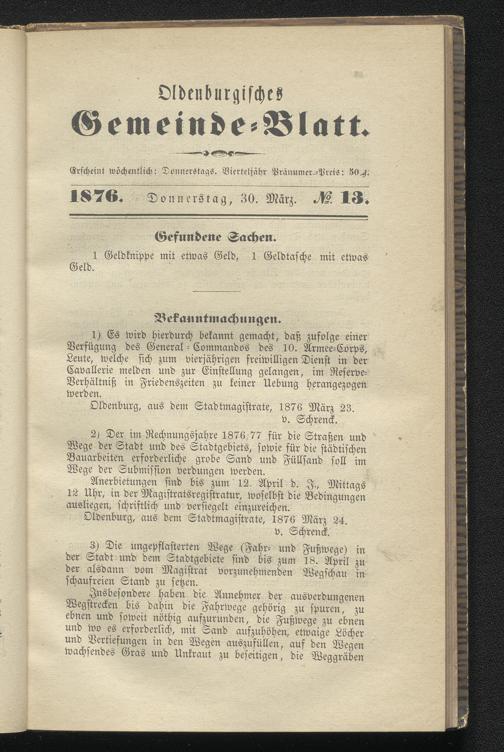 Oldenburgisches
Gemeinde-Blatt.
Erscheint wöchentlich: Donnerstags. Vierteljähr Pränumer.-Preis: 50 ₰.
1876. Donnerstag, 30. März. № 13.
Gefundene Sachen.
1 Geldknippe mit etwas Geld, 1 Geldtasche mit etwas
Geld.
Bekanntmachungen.
1) Es wird hierdurch bekannt gemacht, daß zufolge einer
Verfügung des General-Commandos des 10. Armee-Corps,
Leute, welche sich zum vierjährigen freiwilligen Dienst in der
Cavallerie melden und zur Einstellung gelangen, im Reserve-
Verhältniß in Friedenszeiten zu keiner Uebung herangezogen
werden.
Oldenburg, aus dem Stadtmagistrate, 1876 März 23.
v. Schrenck.
2) Der im Rechnungsjahre 1876/77 für die Straßen und
Wege der Stadt und des Stadtgebiets, sowie für die städtischen
Bauarbeiten erforderliche grobe Sand und Füllsand soll im
Wege der Submission verdungen werden.
Anerbietungen sind bis zum 12. April d. J., Mittags
12 Uhr, in der Magistratsregistratur, woselbst die Bedingungen
ausliegen, schriftlich und versiegelt einzureichen.
Oldenburg, aus dem Stadtmagistrate, 1876 März 24.
v. Schrenck.
3) Die ungepflasterten Wege (Fahr- und Fußwege) in
der Stadt und dem Stadtgebiete sind bis zum 18. April zu
der alsdann vom Magistrat vorzunehmenden Wegschau in
schaufreien Stand zu setzen.
Insbesondere haben die Annehmer der ausverdungenen
Wegstrecken bis dahin die Fahrwege gehörig zu spuren, zu
ebnen und soweit nöthig aufzurunden, die Fußwege zu ebnen
und wo es erforderlich, mit Sand aufzuhöhen, etwaige Löcher
und Vertiefungen in den Wegen auszufüllen, auf den Wegen
wachsendes Gras und Unkraut zu beseitigen, die Weggräben